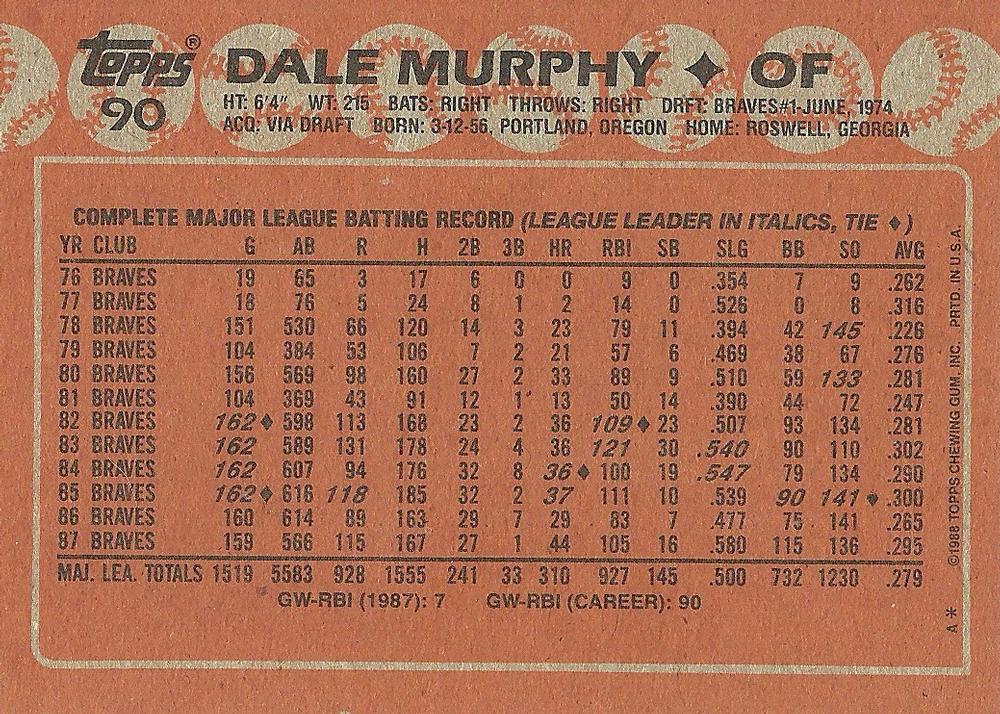 Topps® DALE MURPHY ♦ OF
90
HT: 6'4" WT: 215 BATS: RIGHT THROWS: RIGHT DRFT: BRAVES#1-JUNE, 1974
ACQ: VIA DRAFT BORN: 3-12-56, PORTLAND, OREGON HOME: ROSWELL, GEORGIA
COMPLETE MAJOR LEAGUE BATTING RECORD (LEAGUE LEADER IN ITALICS, TIE ♦)
YR CLUB G AB R H 2B 3B HR RBI SB SLG BB SO AVG
76 BRAVES 19 65 3 17 6 0 0 9 0 .354 7 9 .262
77 BRAVES 18 76 5 24 8 1 2 14 0 .526 0 8 .316
78 BRAVES 151 530 66 120 14 3 23 79 11 .394 42 145 .226
79 BRAVES 104 384 53 106 7 2 21 57 6 .469 38 67 .276
80 BRAVES 156 569 98 160 27 2 33 89 9 .510 59 133 .281
81 BRAVES 104 369 43 91 12 1 13 50 14 .390 44 72 .247
82 BRAVES 162♦ 598 113 168 23 2 36 109♦ 23 .507 93 134 .281
83 BRAVES 162 589 131 178 24 4 36 121 30 .540 90 110 .302
84 BRAVES 162 607 94 176 32 8 36♦ 100 19 .547 79 134 .290
85 BRAVES 162♦ 616 118 185 32 2 37 111 10 .539 90 141♦ .300
86 BRAVES 160 614 89 163 29 7 29 83 7 .477 75 141 .265
87 BRAVES 159 566 115 167 27 1 44 105 16 .580 115 136 .295
MAJ. LEA. TOTALS 1519 5583 928 1555 241 33 310 927 145 .500 732 1230 .279
GW-RBI (1987): 7 GW-RBI (CAREER): 90
A * ©1988 TOPPS CHEWING GUM, INC. PRTD. IN U.S.A.